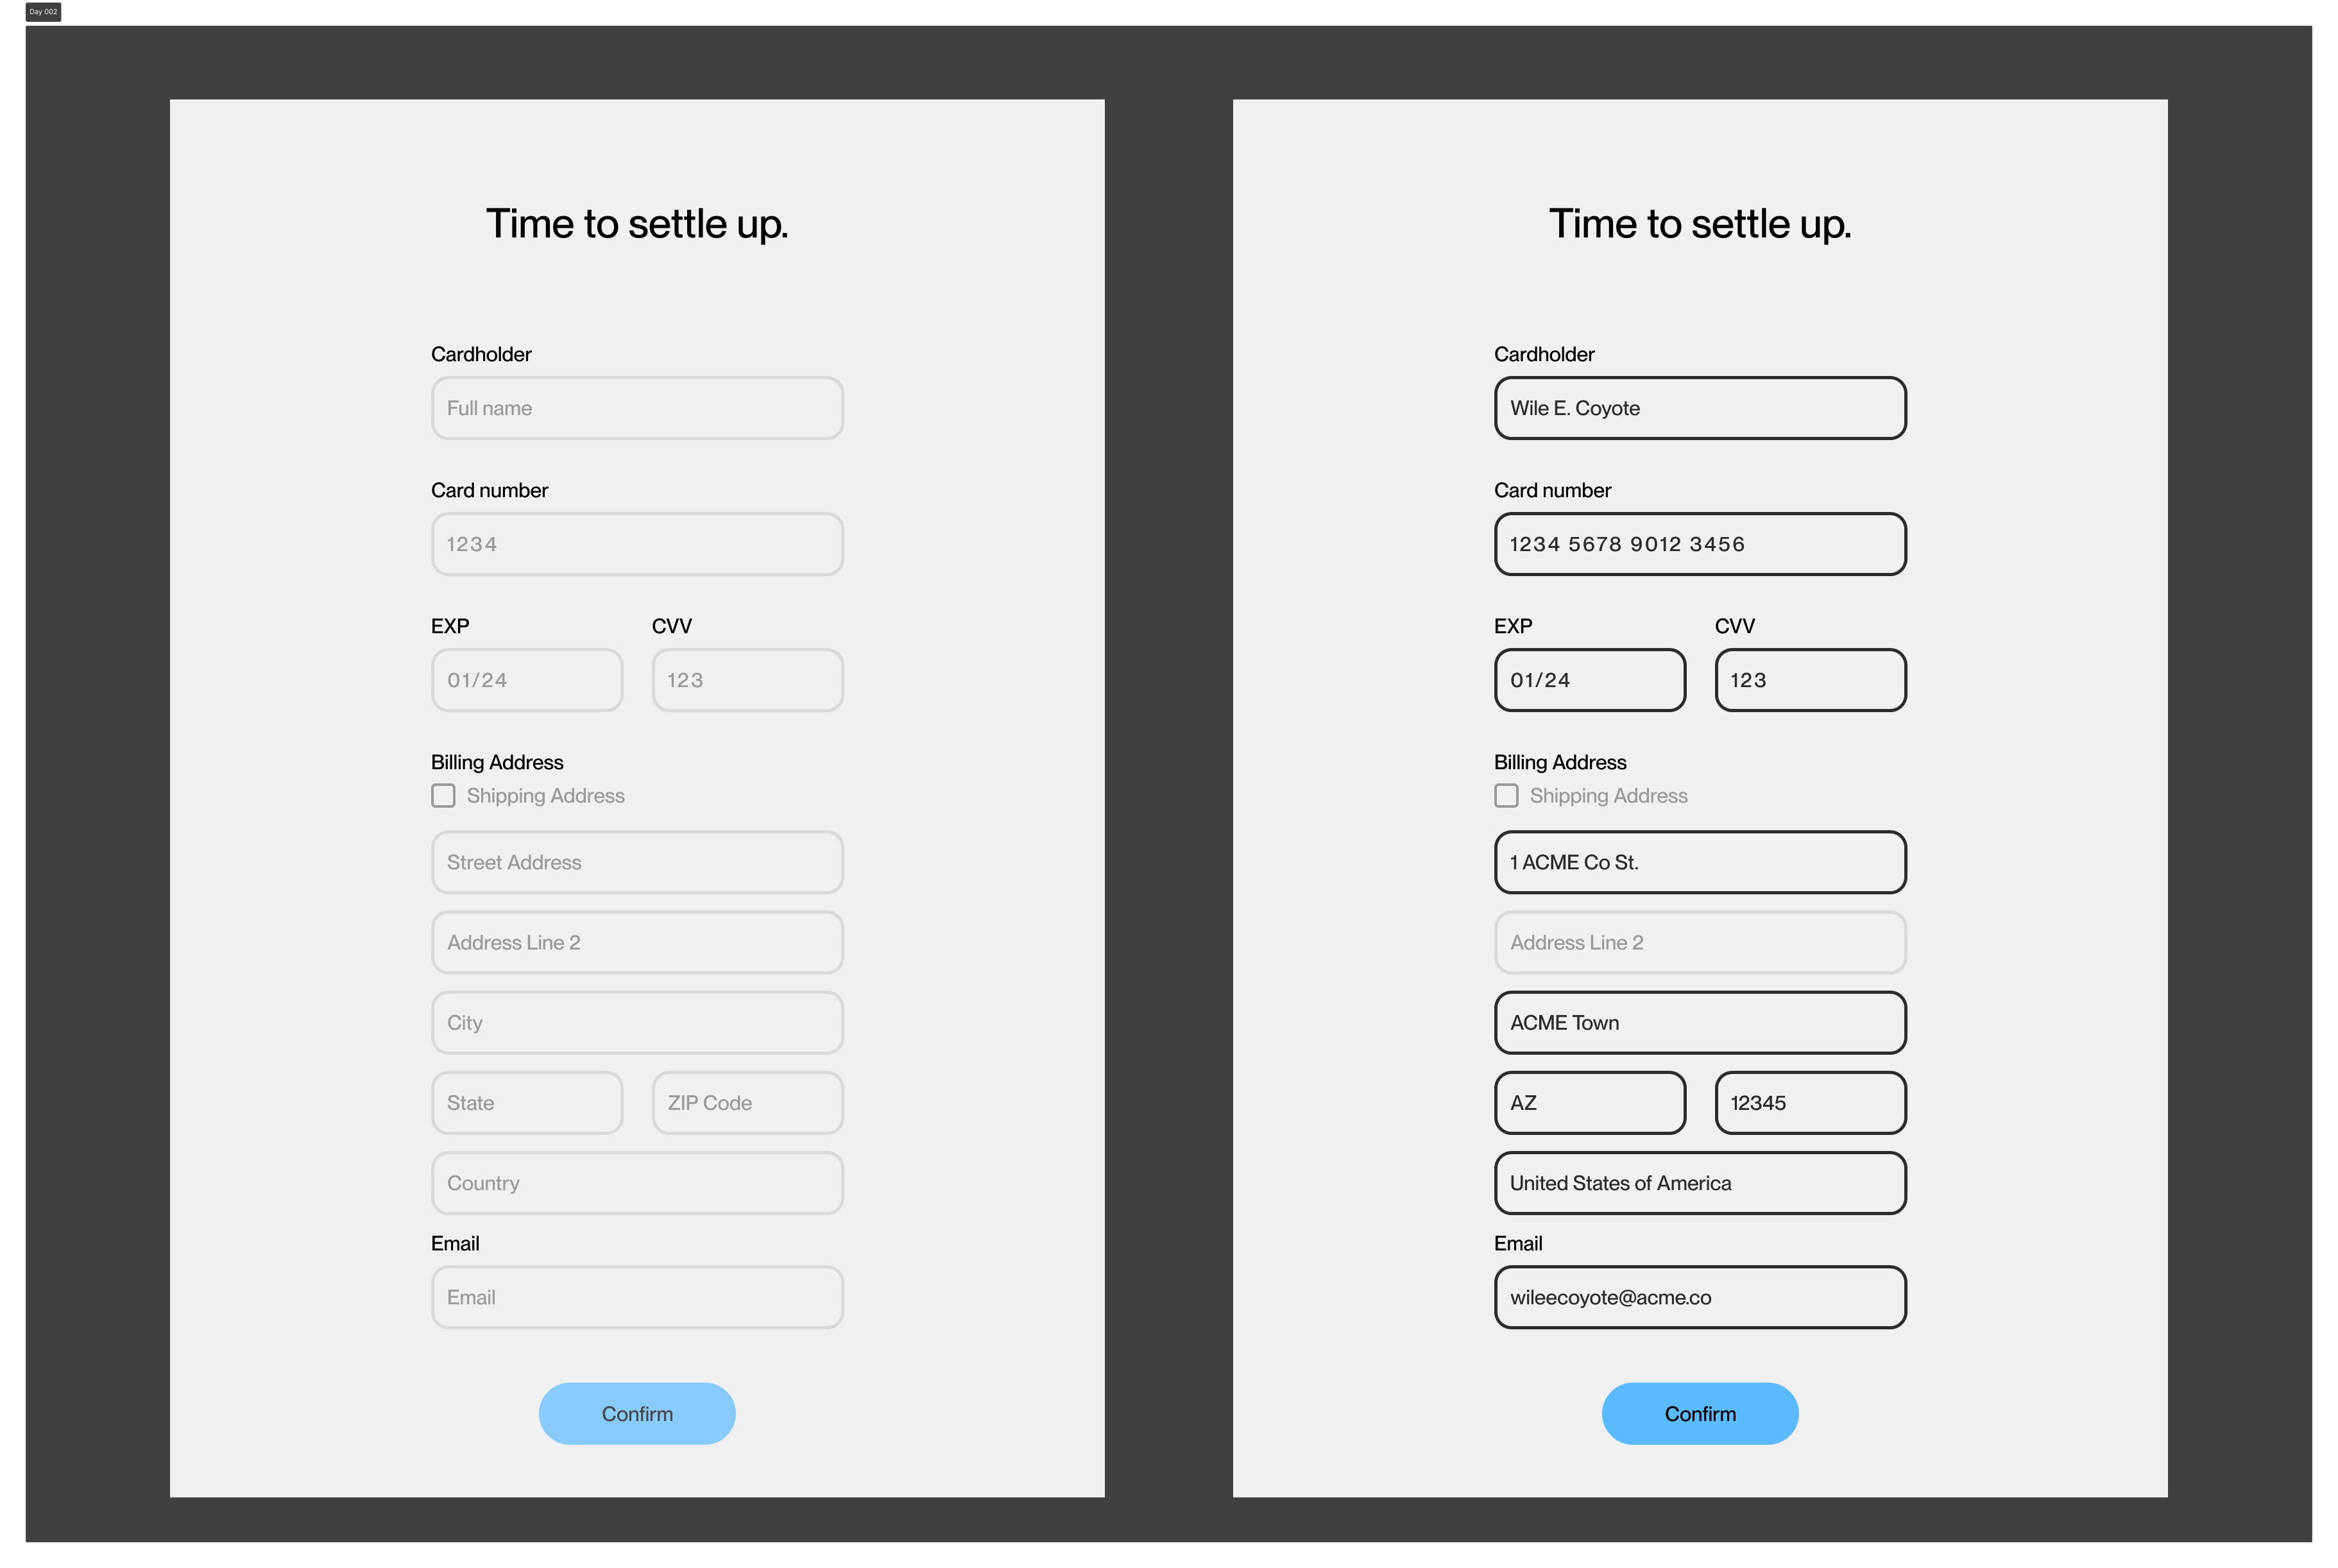 Day 002
Time to settle up.
Cardholder
Full name
Card number
1234
EXP CVV
01/24 123
Billing Address
Shipping Address
Street Address
Address Line 2
City
State ZIP Code
Country
Email
Email
Confirm
Time to settle up.
Cardholder
Wile E. Coyote
Card number
1234 5678 9012 3456
EXP CVV
01/24 123
Billing Address
Shipping Address
1 ACME Co St.
Address Line 2
ACME Town
AZ 12345
United States of America
Email
wileecoyote@acme.co
Confirm